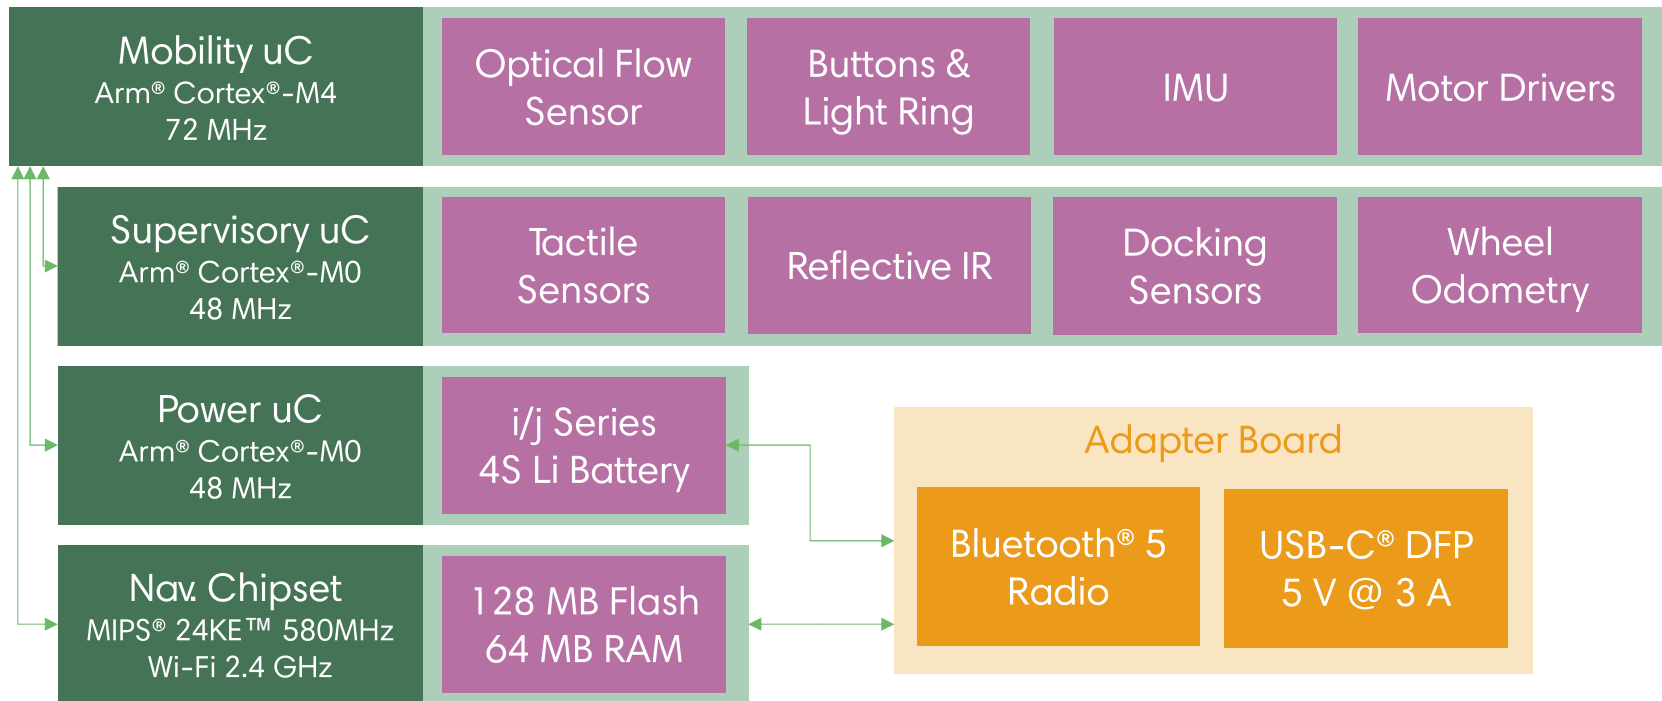 Mobility uC
Arm® Cortex®-M4
72 MHz
Optical Flow
Sensor
Buttons &
Light Ring
IMU
Motor Drivers
Supervisory uC
Arm® Cortex®-M0
48 MHz
Tactile
Sensors
Reflective IR
Docking
Sensors
Wheel
Odometry
Power uC
Arm® Cortex®-M0
48 MHz
i/j Series
4S Li Battery
Nav. Chipset
MIPS® 24KE™ 580MHz
Wi-Fi 2.4 GHz
128 MB Flash
64 MB RAM
Adapter Board
Bluetooth® 5
Radio
USB-C® DFP
5 V @ 3 A